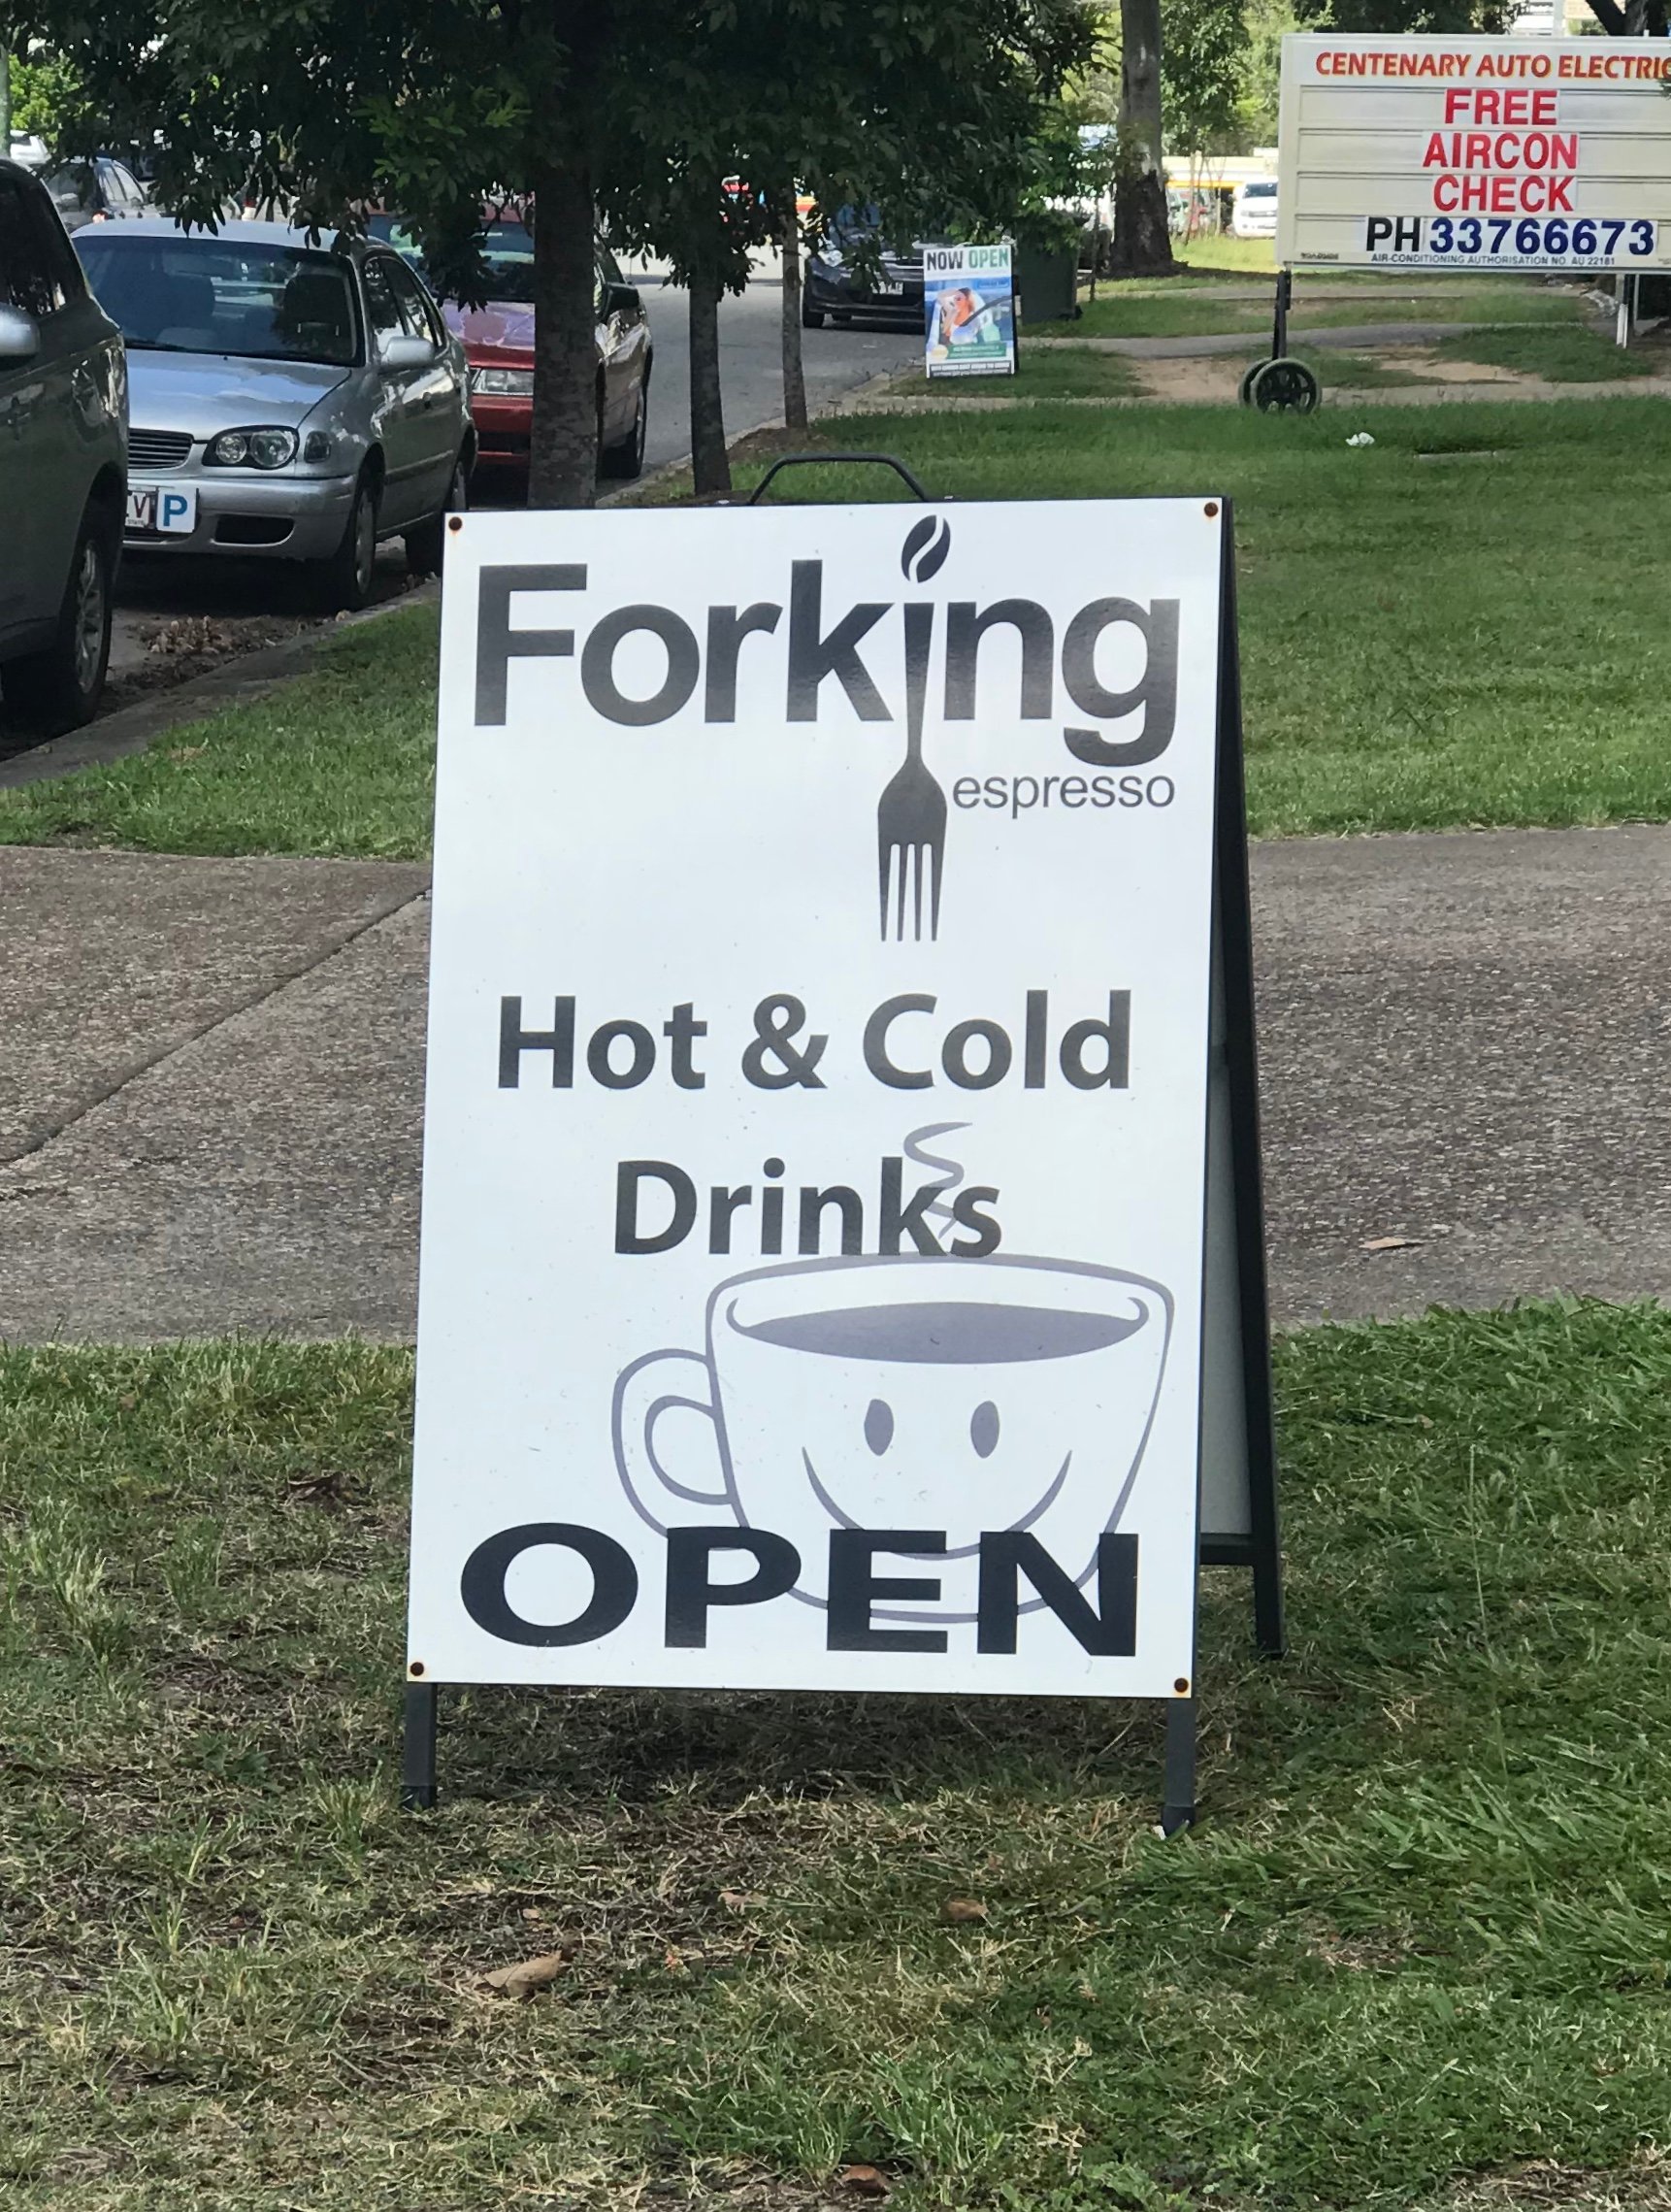 CENTENARY AUTO ELECTRIC
FREE
AIRCON
CHECK
PH 33766673
AIR-CONDITIONING AUTHORISATION NO AU 22181
NOW OPEN
V P
Forking
espresso
Hot & Cold
Drinks
OPEN